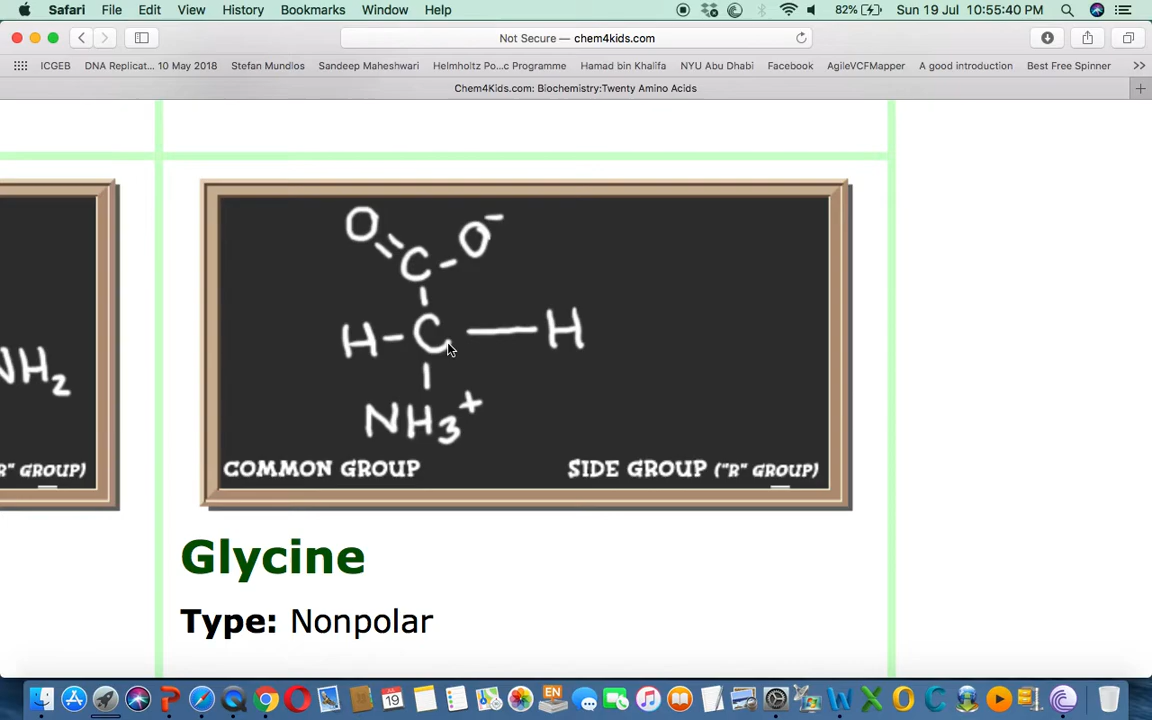 Safari File Edit View History Bookmarks Window Help 82% Sun 19 Jul 10:55:40 PM
Not Secure — chem4kids.com
ICGEB DNA Replicat... 10 May 2018 Stefan Mundlos Sandeep Maheshwari Helmholtz Po...c Programme Hamad bin Khalifa NYU Abu Dhabi Facebook AgileVCFMapper A good introduction Best Free Spinner >>
Chem4Kids.com: Biochemistry:Twenty Amino Acids
O O-
C
H-C—H
NH3+
NH2
R" GROUP) COMMON GROUP SIDE GROUP ("R" GROUP)
Glycine
Type: Nonpolar
19